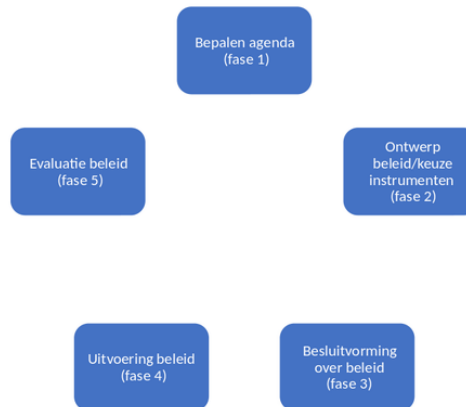 Bepalen agenda
(fase 1)
Evaluatie beleid
(fase 5)
Ontwerp
beleid/keuze
instrumenten
(fase 2)
Uitvoering beleid
(fase 4)
Besluitvorming
over beleid
(fase 3)